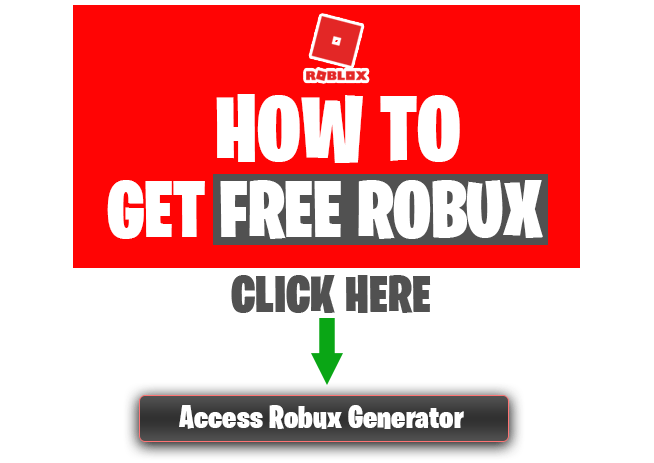 ROBLOX
HOW TO
GET FREE ROBUX
CLICK HERE
Access Robux Generator